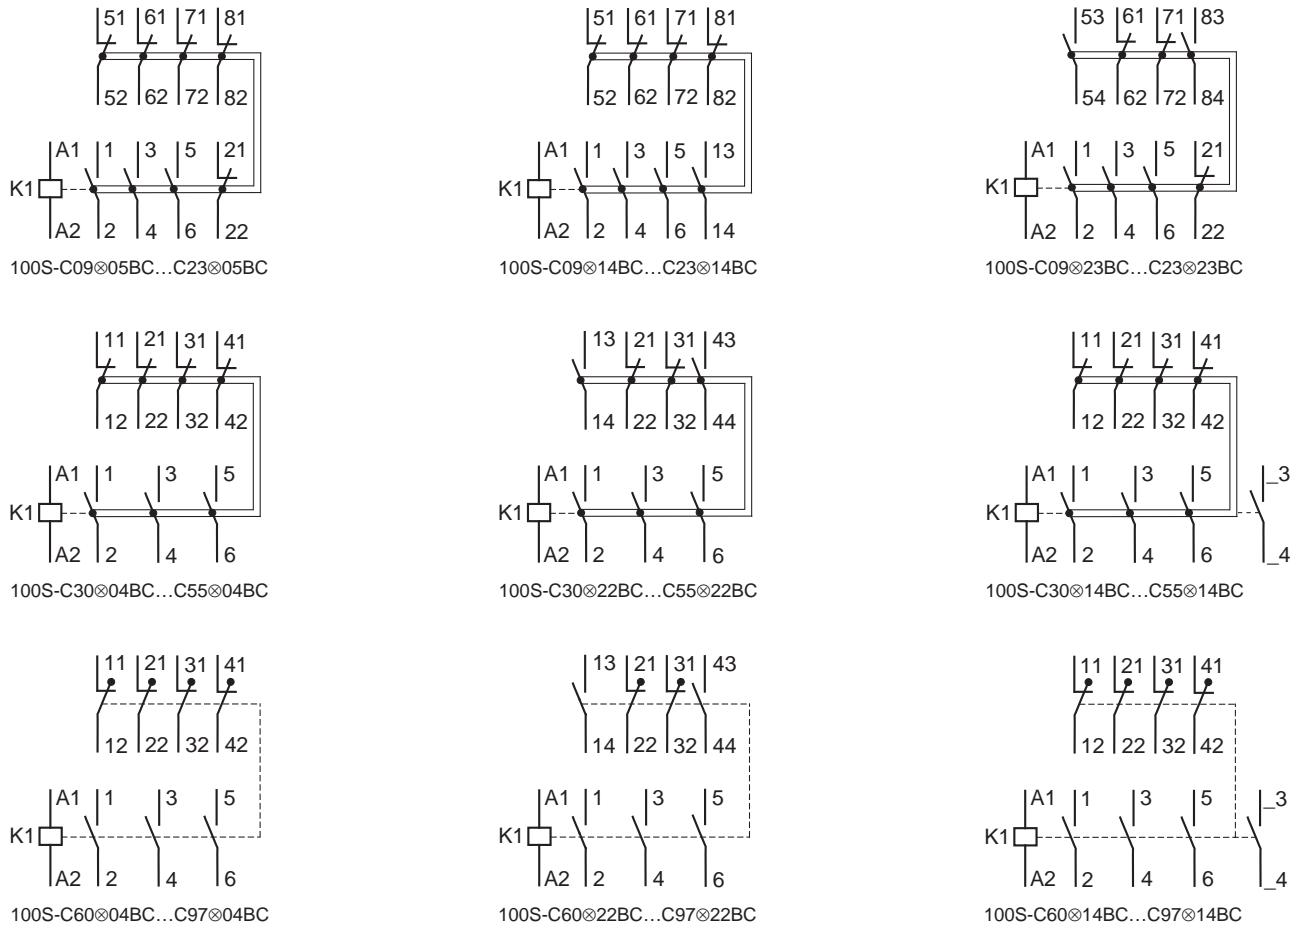 51 61 71 81
52 62 72 82
A1 1 3 5 21
K1
A2 2 4 6 22
100S-C09⊗05BC…C23⊗05BC
51 61 71 81
52 62 72 82
A1 1 3 5 13
K1
A2 2 4 6 14
100S-C09⊗14BC…C23⊗14BC
53 61 71 83
54 62 72 84
A1 1 3 5 21
K1
A2 2 4 6 22
100S-C09⊗23BC…C23⊗23BC
11 21 31 41
12 22 32 42
A1 1 3 5
K1
A2 2 4 6
100S-C30⊗04BC…C55⊗04BC
13 21 31 43
14 22 32 44
A1 1 3 5
K1
A2 2 4 6
100S-C30⊗22BC…C55⊗22BC
11 21 31 41
12 22 32 42
A1 1 3 5 _3
K1
A2 2 4 6 _4
100S-C30⊗14BC…C55⊗14BC
11 21 31 41
12 22 32 42
A1 1 3 5
K1
A2 2 4 6
100S-C60⊗04BC…C97⊗04BC
13 21 31 43
14 22 32 44
A1 1 3 5
K1
A2 2 4 6
100S-C60⊗22BC…C97⊗22BC
11 21 31 41
12 22 32 42
A1 1 3 5 _3
K1
A2 2 4 6 _4
100S-C60⊗14BC…C97⊗14BC